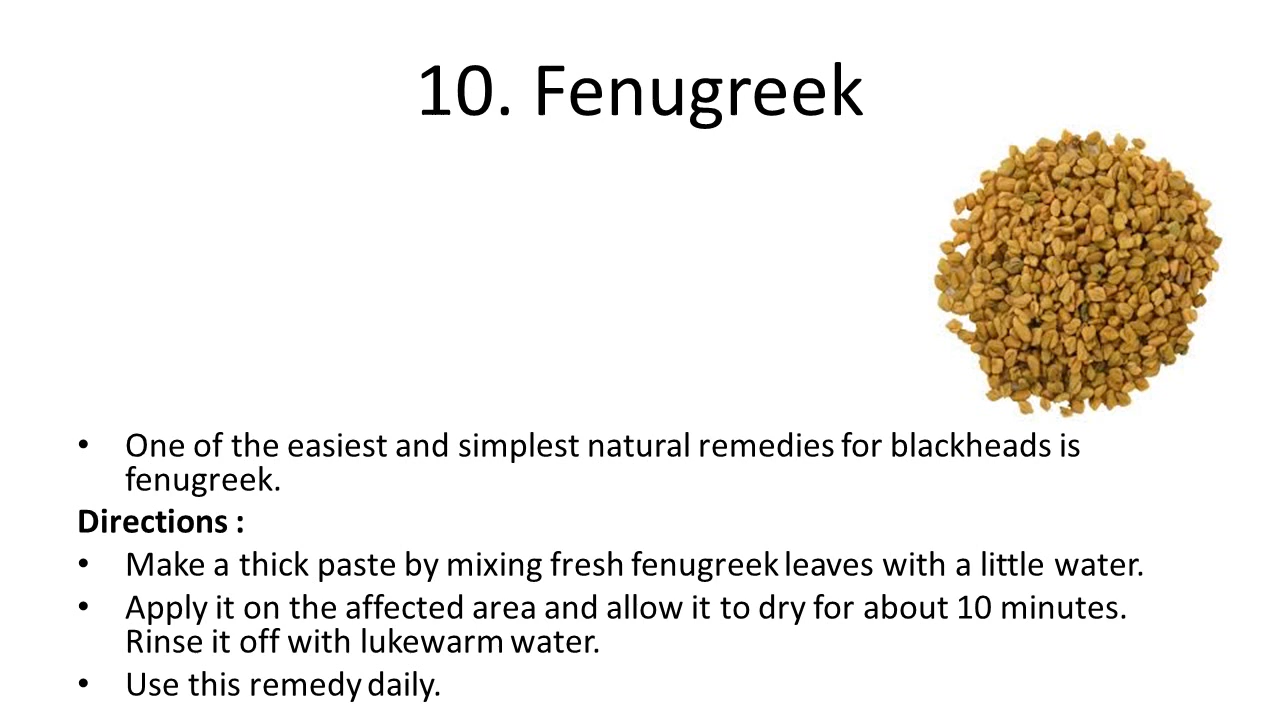 10. Fenugreek
• One of the easiest and simplest natural remedies for blackheads is
fenugreek.
Directions :
• Make a thick paste by mixing fresh fenugreek leaves with a little water.
• Apply it on the affected area and allow it to dry for about 10 minutes.
Rinse it off with lukewarm water.
• Use this remedy daily.